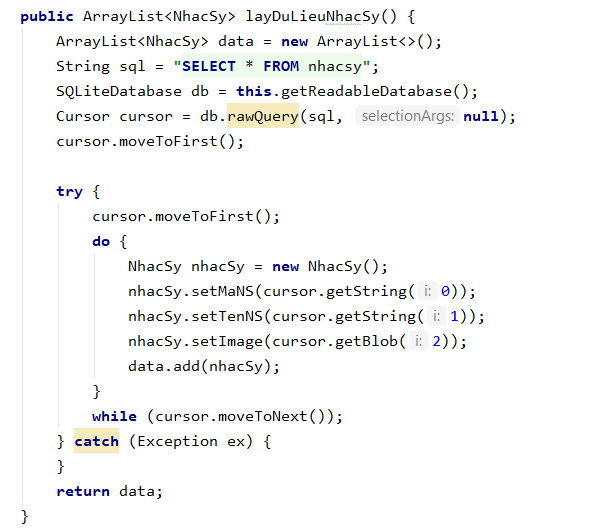 public ArrayList<NhacSy> layDuLieuNhacSy() {
    ArrayList<NhacSy> data = new ArrayList<>();
    String sql = "SELECT * FROM nhacsy";
    SQLiteDatabase db = this.getReadableDatabase();
    Cursor cursor = db.rawQuery(sql, selectionArgs: null);
    cursor.moveToFirst();

    try {
        cursor.moveToFirst();
        do {
            NhacSy nhacSy = new NhacSy();
            nhacSy.setMaNS(cursor.getString( i: 0));
            nhacSy.setTenNS(cursor.getString( i: 1));
            nhacSy.setImage(cursor.getBlob( i: 2));
            data.add(nhacSy);
        }
        while (cursor.moveToNext());
    } catch (Exception ex) {
    }
    return data;
}